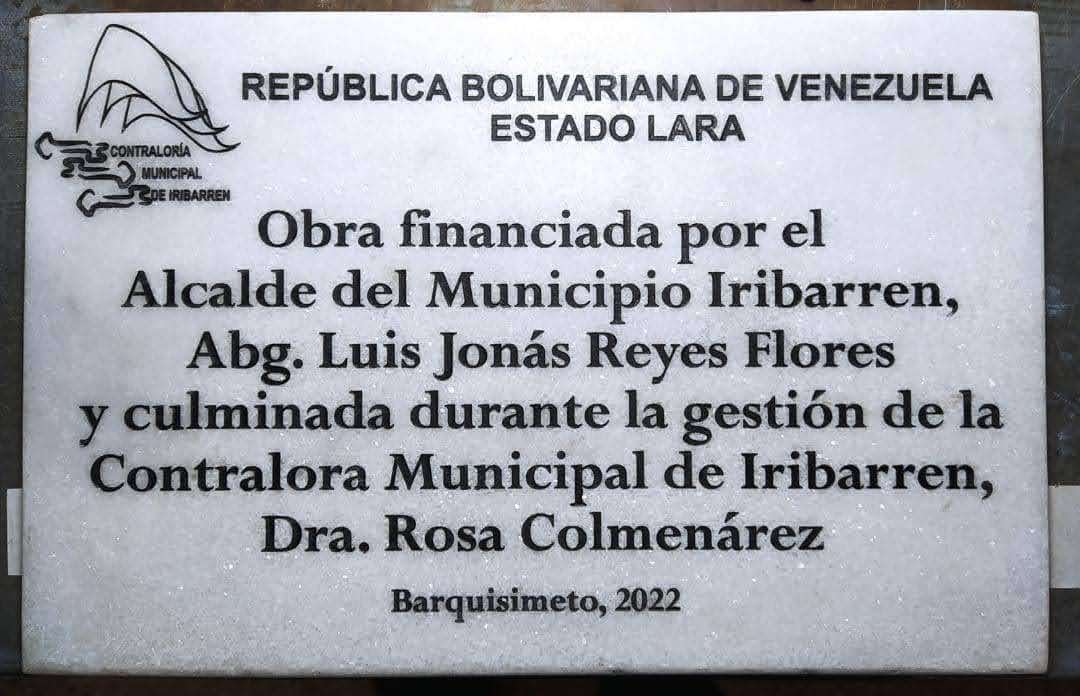 REPÚBLICA BOLIVARIANA DE VENEZUELA
ESTADO LARA
CONTRALORÍA
MUNICIPAL
DE IRIBARREN
Obra financiada por el
Alcalde del Municipio Iribarren,
Abg. Luis Jonás Reyes Flores
y culminada durante la gestión de la
Contralora Municipal de Iribarren,
Dra. Rosa Colmenárez
Barquisimeto, 2022